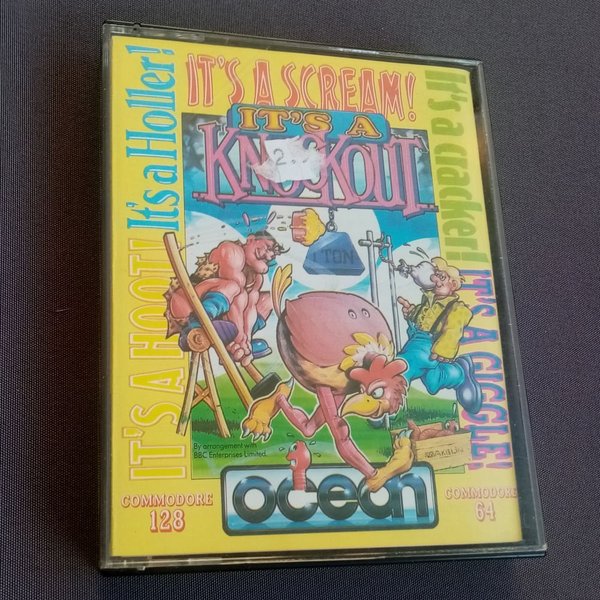 IT'S A SCREAM!
It's a Holler!
IT'S A HOOT!
It's a cracker!
IT'S A GIGGLE!
IT'S A
KNOCKOUT
1 TON
By arrangement with
BBC Enterprises Limited.
ocean
COMMODORE
128
COMMODORE
64